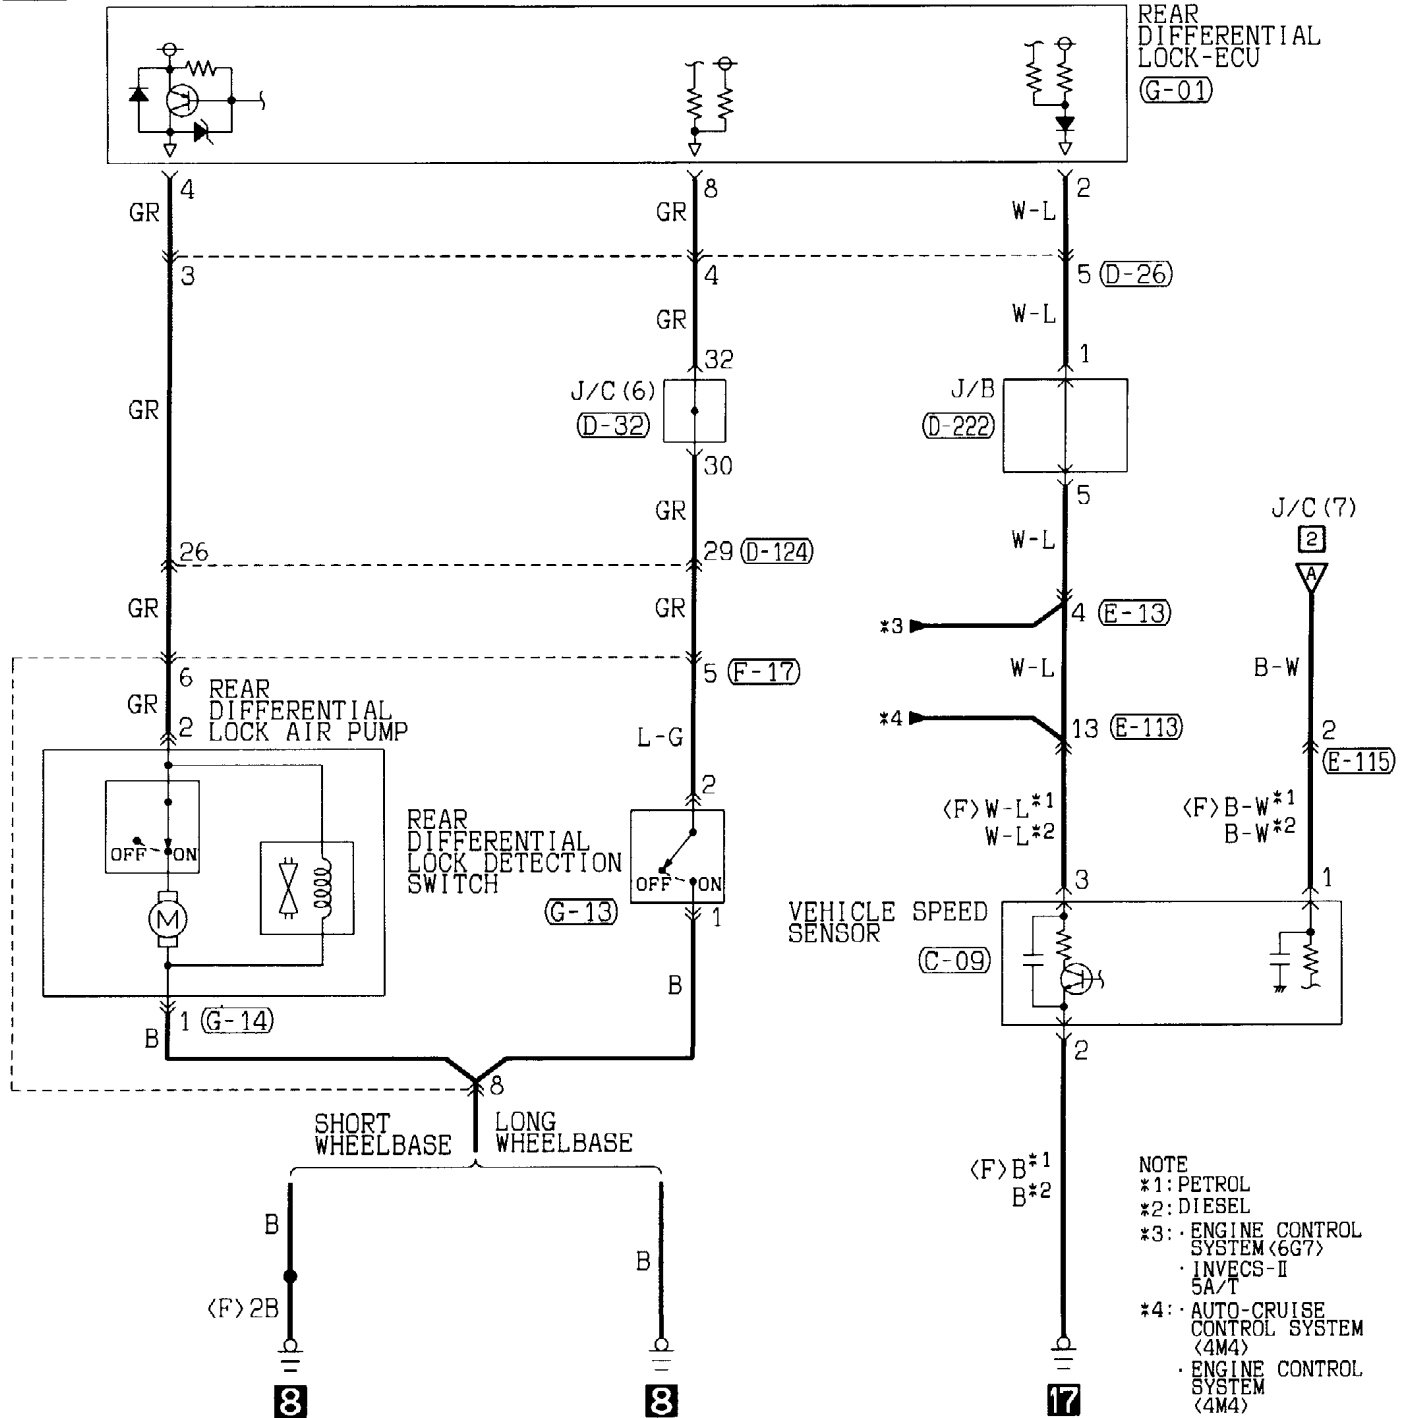 REAR
DIFFERENTIAL
LOCK-ECU
G-01
4
8
2
GR
GR
W-L
3
4
5
D-26
GR
W-L
32
1
J/C(6)
D-32
J/B
D-222
GR
30
5
GR
W-L
J/C(7)
2
A
26
29
D-124
GR
GR
4
E-13
*3
W-L
B-W
6
5
F-17
GR
REAR
DIFFERENTIAL
LOCK AIR PUMP
2
*4
13
E-113
2
E-115
L-G
2
<F>W-L*1
W-L*2
<F>B-W*1
B-W*2
OFF
ON
M
REAR
DIFFERENTIAL
LOCK DETECTION
SWITCH
G-13
OFF
ON
1
3
1
VEHICLE SPEED
SENSOR
C-09
B
1
G-14
B
2
8
SHORT
WHEELBASE
LONG
WHEELBASE
<F>B*1
B*2
B
B
<F>2B
8
8
17
NOTE
*1:PETROL
*2:DIESEL
*3:·ENGINE CONTROL
SYSTEM<6G7>
·INVECS-Ⅱ
5A/T
*4:·AUTO-CRUISE
CONTROL SYSTEM
<4M4>
·ENGINE CONTROL
SYSTEM
<4M4>